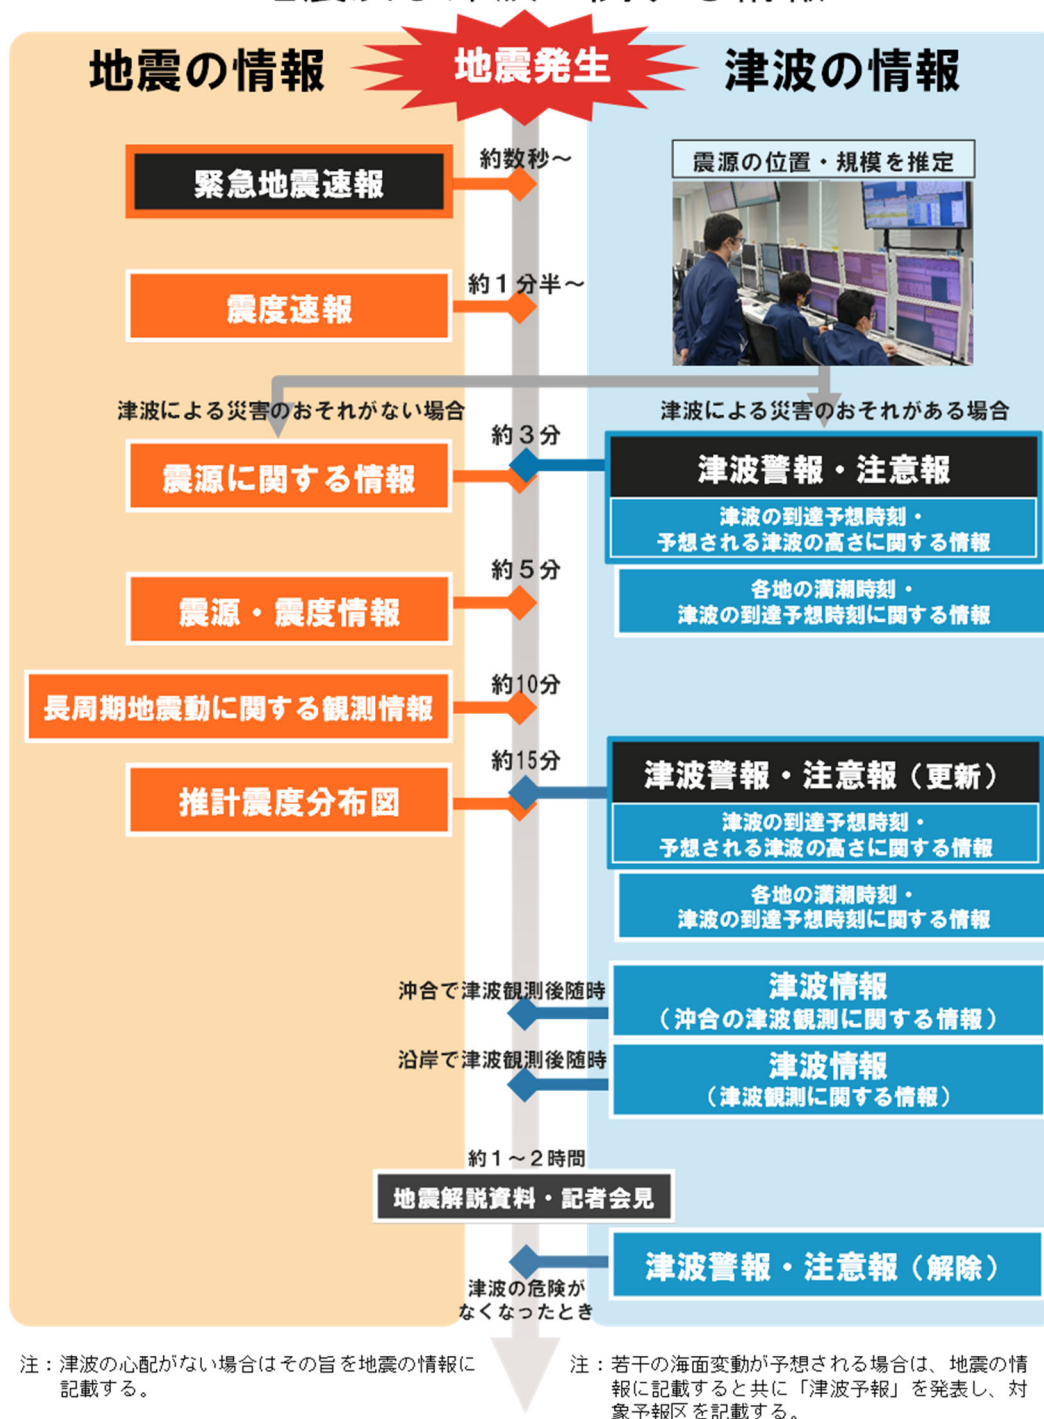 地震の情報
地震発生
津波の情報
緊急地震速報
約数秒～
震源の位置・規模を推定
震度速報
約１分半～
津波による災害のおそれがない場合
津波による災害のおそれがある場合
震源に関する情報
約３分
津波警報・注意報
津波の到達予想時刻・
予想される津波の高さに関する情報
各地の満潮時刻・
津波の到達予想時刻に関する情報
約５分
震源・震度情報
約10分
長周期地震動に関する観測情報
約15分
推計震度分布図
津波警報・注意報（更新）
津波の到達予想時刻・
予想される津波の高さに関する情報
各地の満潮時刻・
津波の到達予想時刻に関する情報
沖合で津波観測後随時
津波情報
（沖合の津波観測に関する情報）
沿岸で津波観測後随時
津波情報
（津波観測に関する情報）
約１～２時間
地震解説資料・記者会見
津波警報・注意報（解除）
津波の危険が
なくなったとき
注：津波の心配がない場合はその旨を地震の情報に
記載する。
注：若干の海面変動が予想される場合は、地震の情
報に記載すると共に「津波予報」を発表し、対
象予報区を記載する。